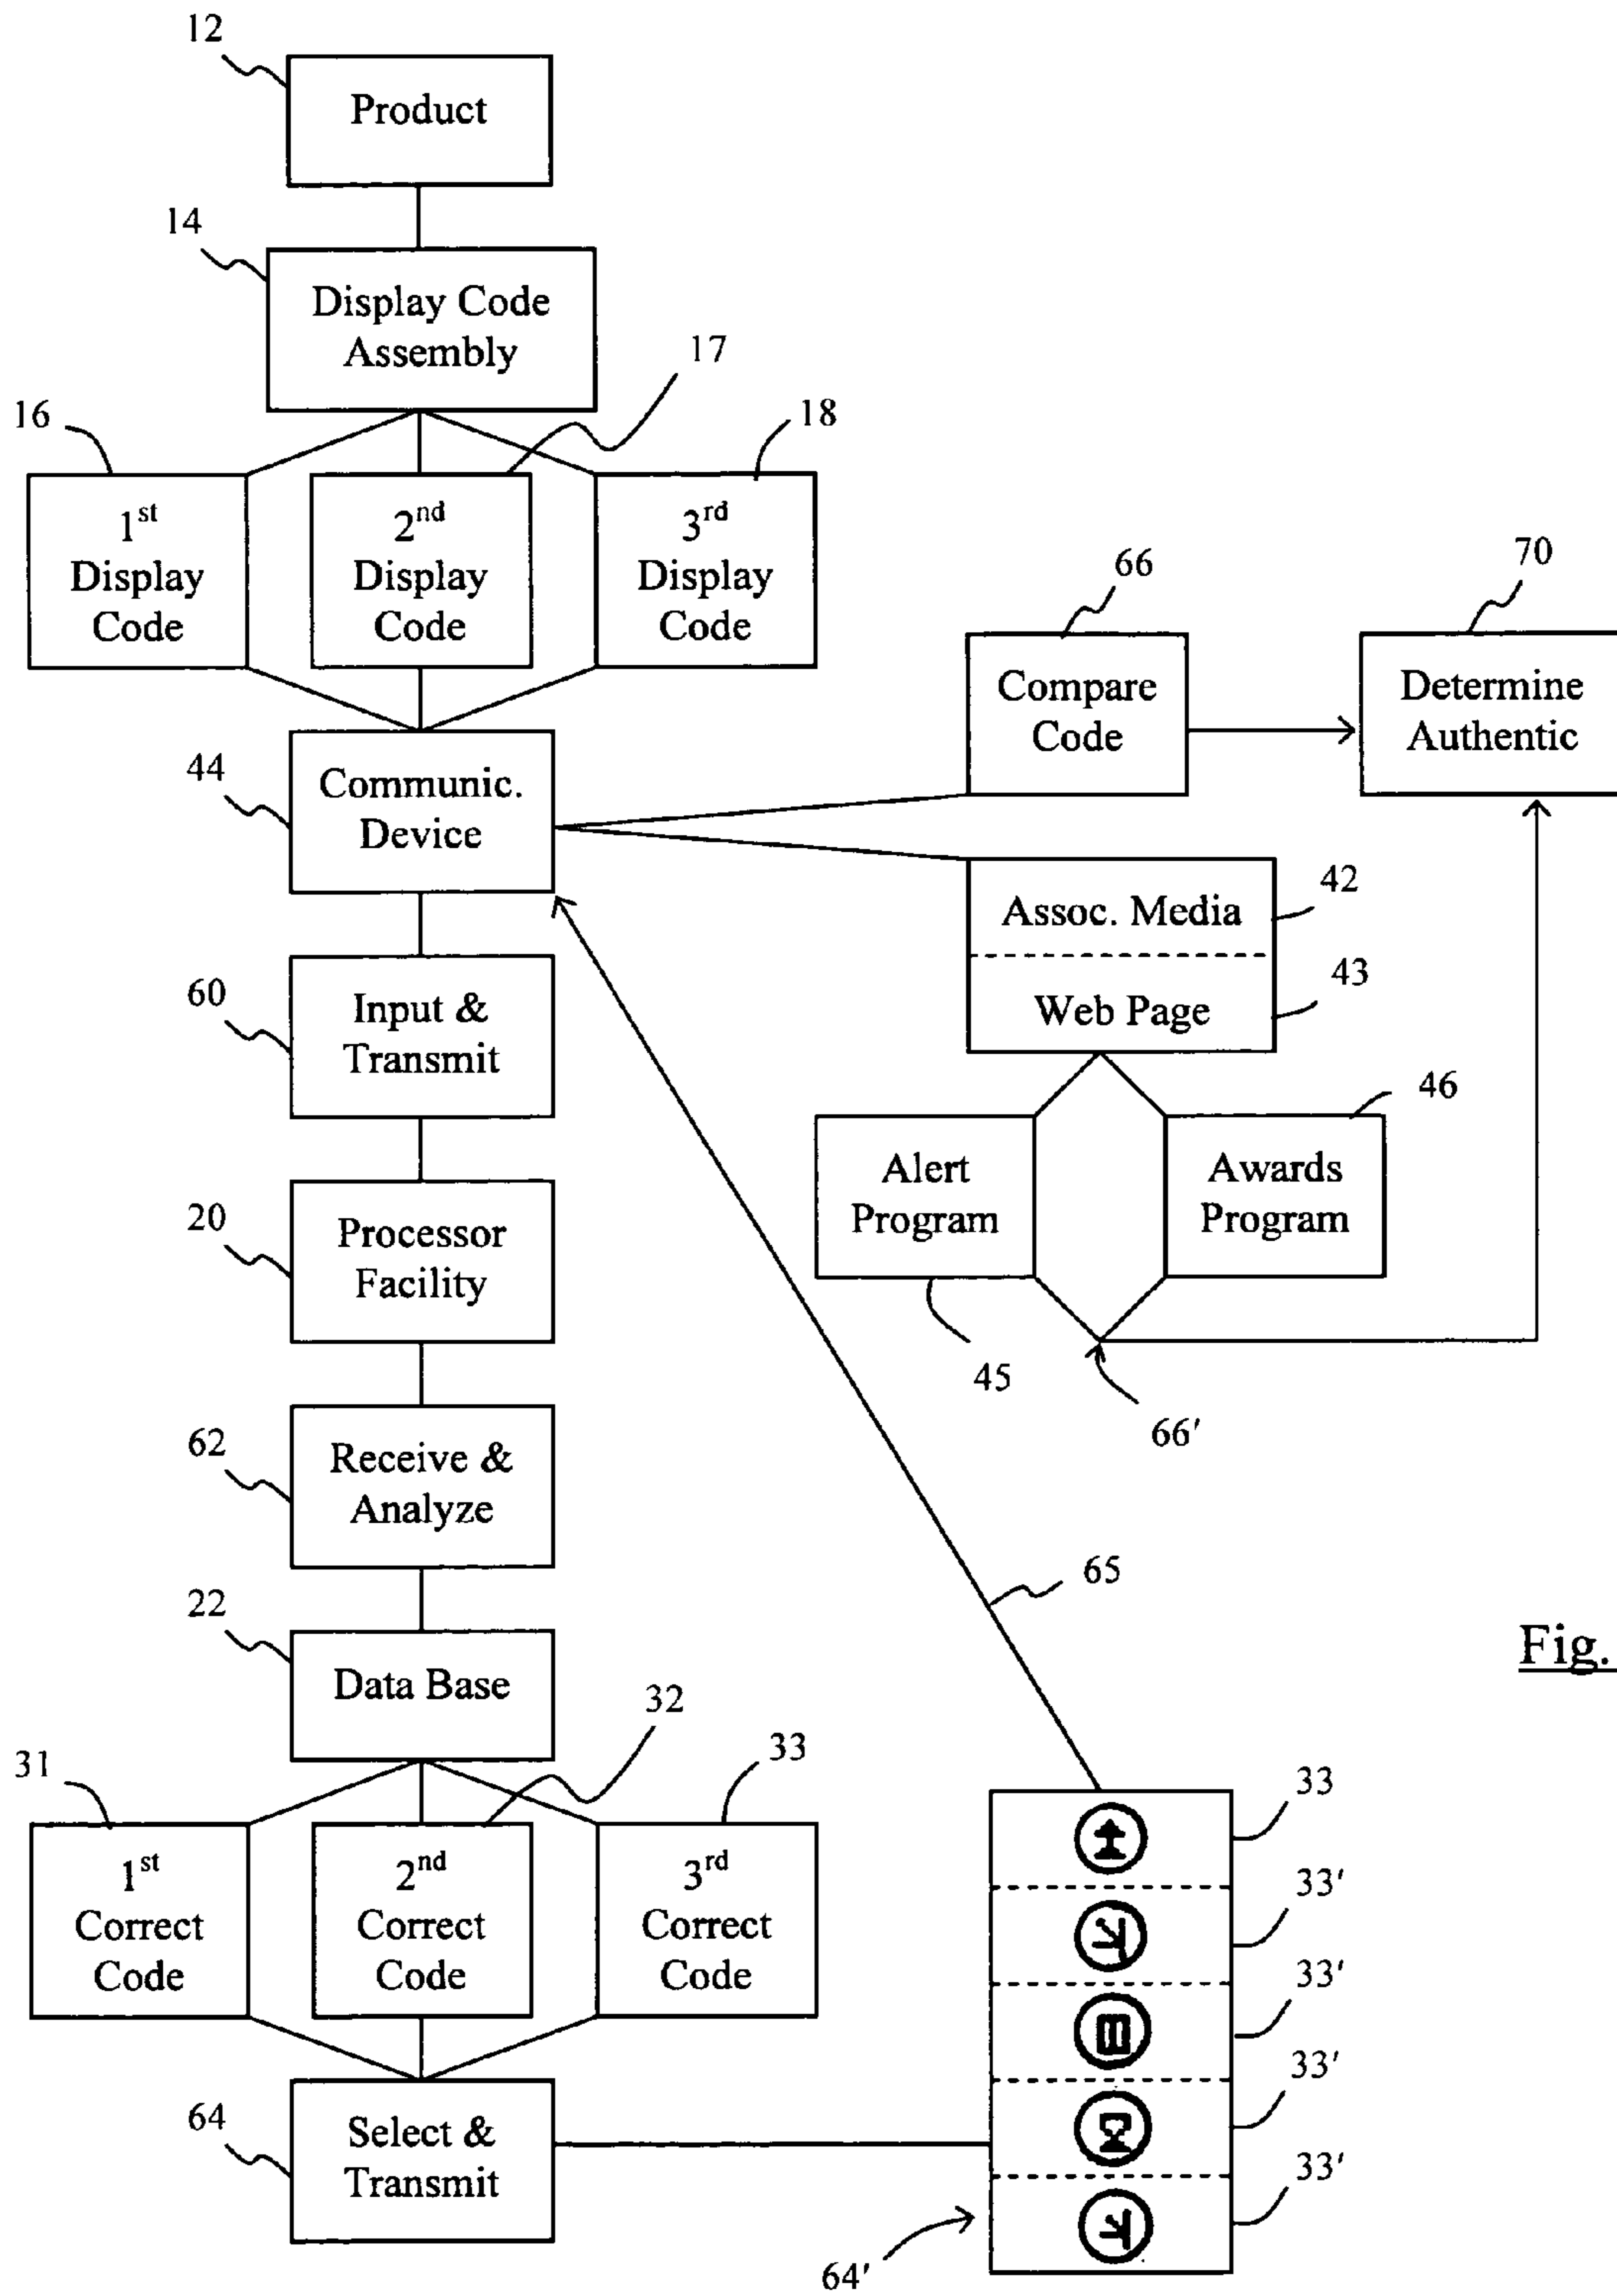 12
Product
14
Display Code
Assembly
17
16
18
1st
Display
Code
2nd
Display
Code
3rd
Display
Code
66
70
Compare
Code
Determine
Authentic
44
Communic.
Device
42
Assoc. Media
43
Web Page
60
Input &
Transmit
46
Alert
Program
Awards
Program
20
Processor
Facility
45
66'
62
Receive &
Analyze
65
22
Data Base
Fig.
32
31
33
1st
Correct
Code
2nd
Correct
Code
3rd
Correct
Code
33
33'
33'
33'
33'
64
Select &
Transmit
64'